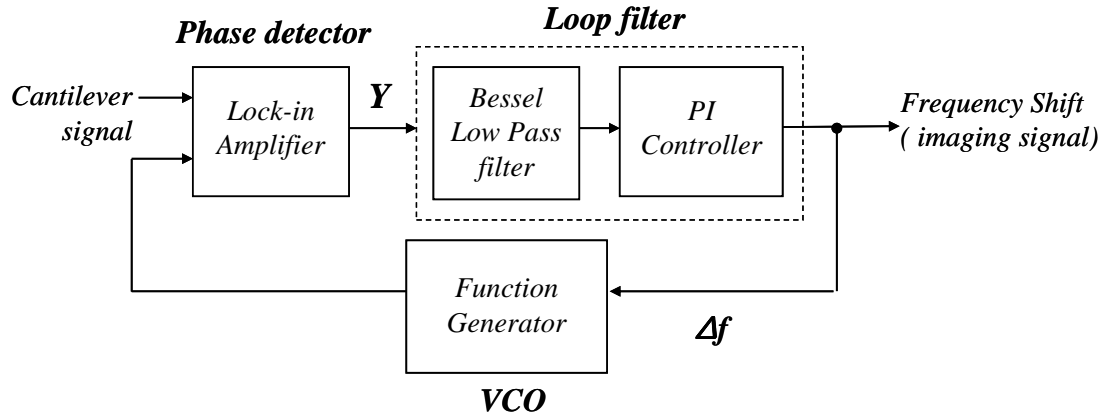 Loop filter
Phase detector
Cantilever
signal
Lock-in
Amplifier
Y
Bessel
Low Pass
filter
PI
Controller
Frequency Shift
( imaging signal)
Function
Generator
Δf
VCO